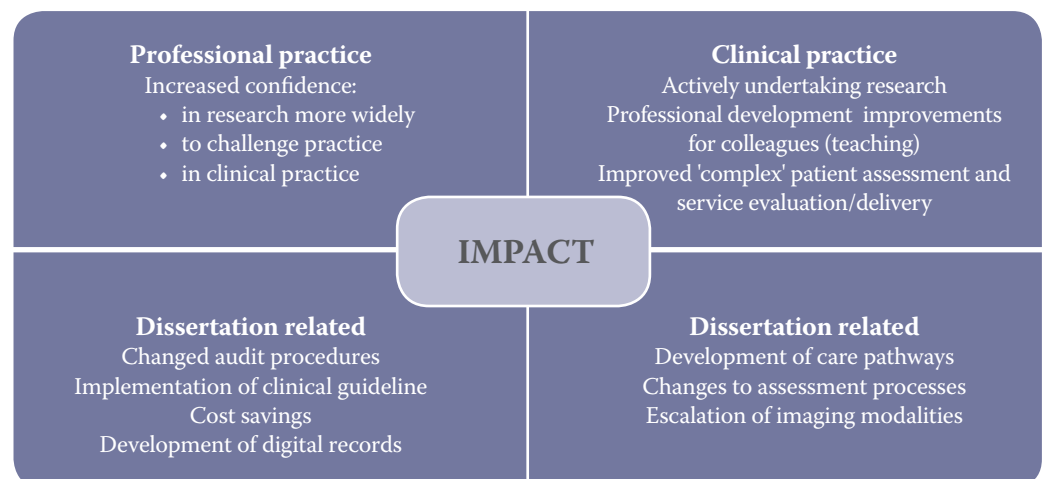 Professional practice
Increased confidence:
• in research more widely
• to challenge practice
• in clinical practice
Clinical practice
Actively undertaking research
Professional development improvements
for colleagues (teaching)
Improved 'complex' patient assessment and
service evaluation/delivery
IMPACT
Dissertation related
Changed audit procedures
Implementation of clinical guideline
Cost savings
Development of digital records
Dissertation related
Development of care pathways
Changes to assessment processes
Escalation of imaging modalities